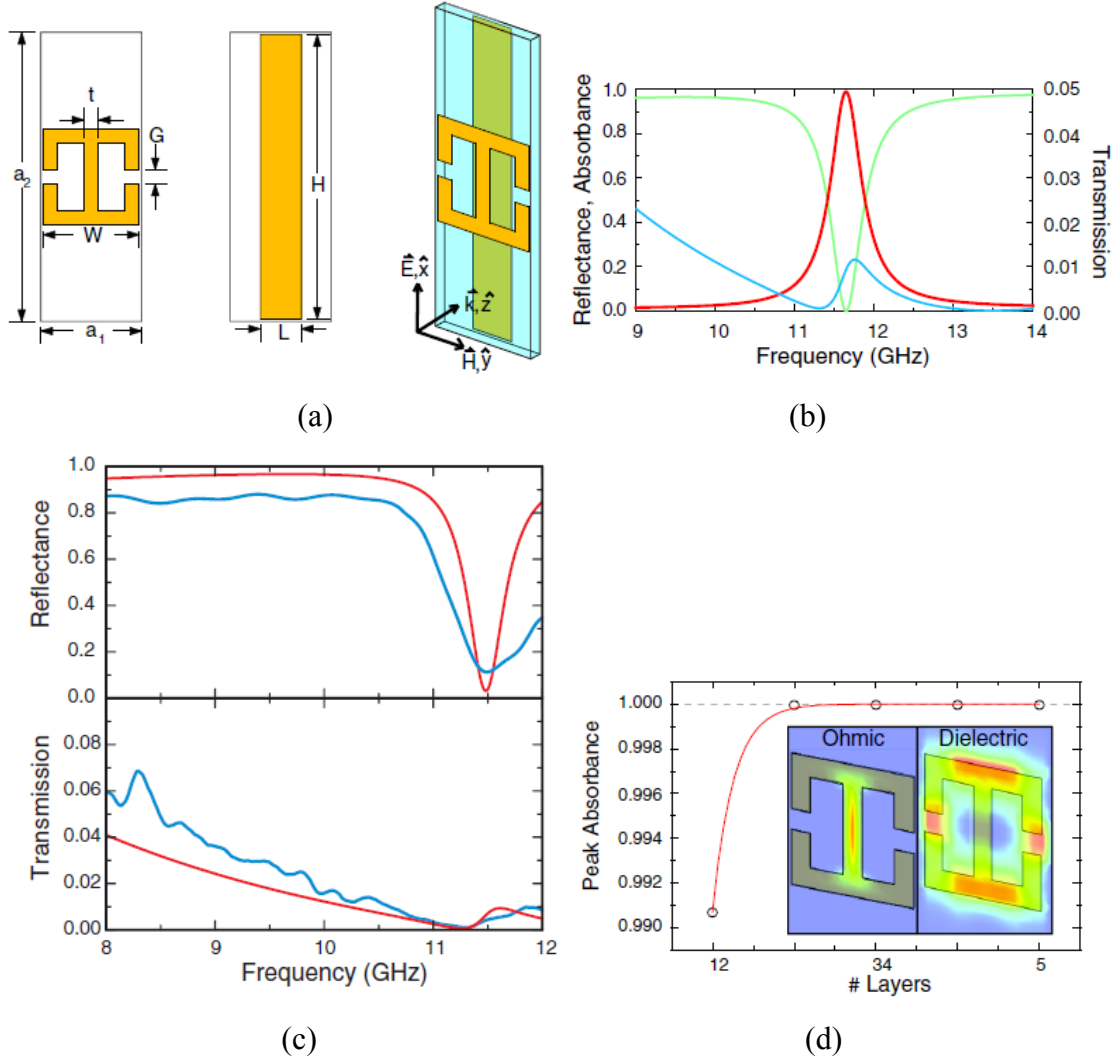 t
G
a2
W
a1
H
L
E,x̂
k,ẑ
H,ŷ
(a)
Reflectance, Absorbance
Transmission
1.0 0.05
0.8 0.04
0.6 0.03
0.4 0.02
0.2 0.01
0.0 0.00
9 10 11 12 13 14
Frequency (GHz)
(b)
Reflectance
1.0
0.8
0.6
0.4
0.2
0.0
Transmission
0.08
0.06
0.04
0.02
0.00
8 9 10 11 12
Frequency (GHz)
(c)
Peak Absorbance
1.000
0.998
0.996
0.994
0.992
0.990
Ohmic Dielectric
12 34 5
# Layers
(d)